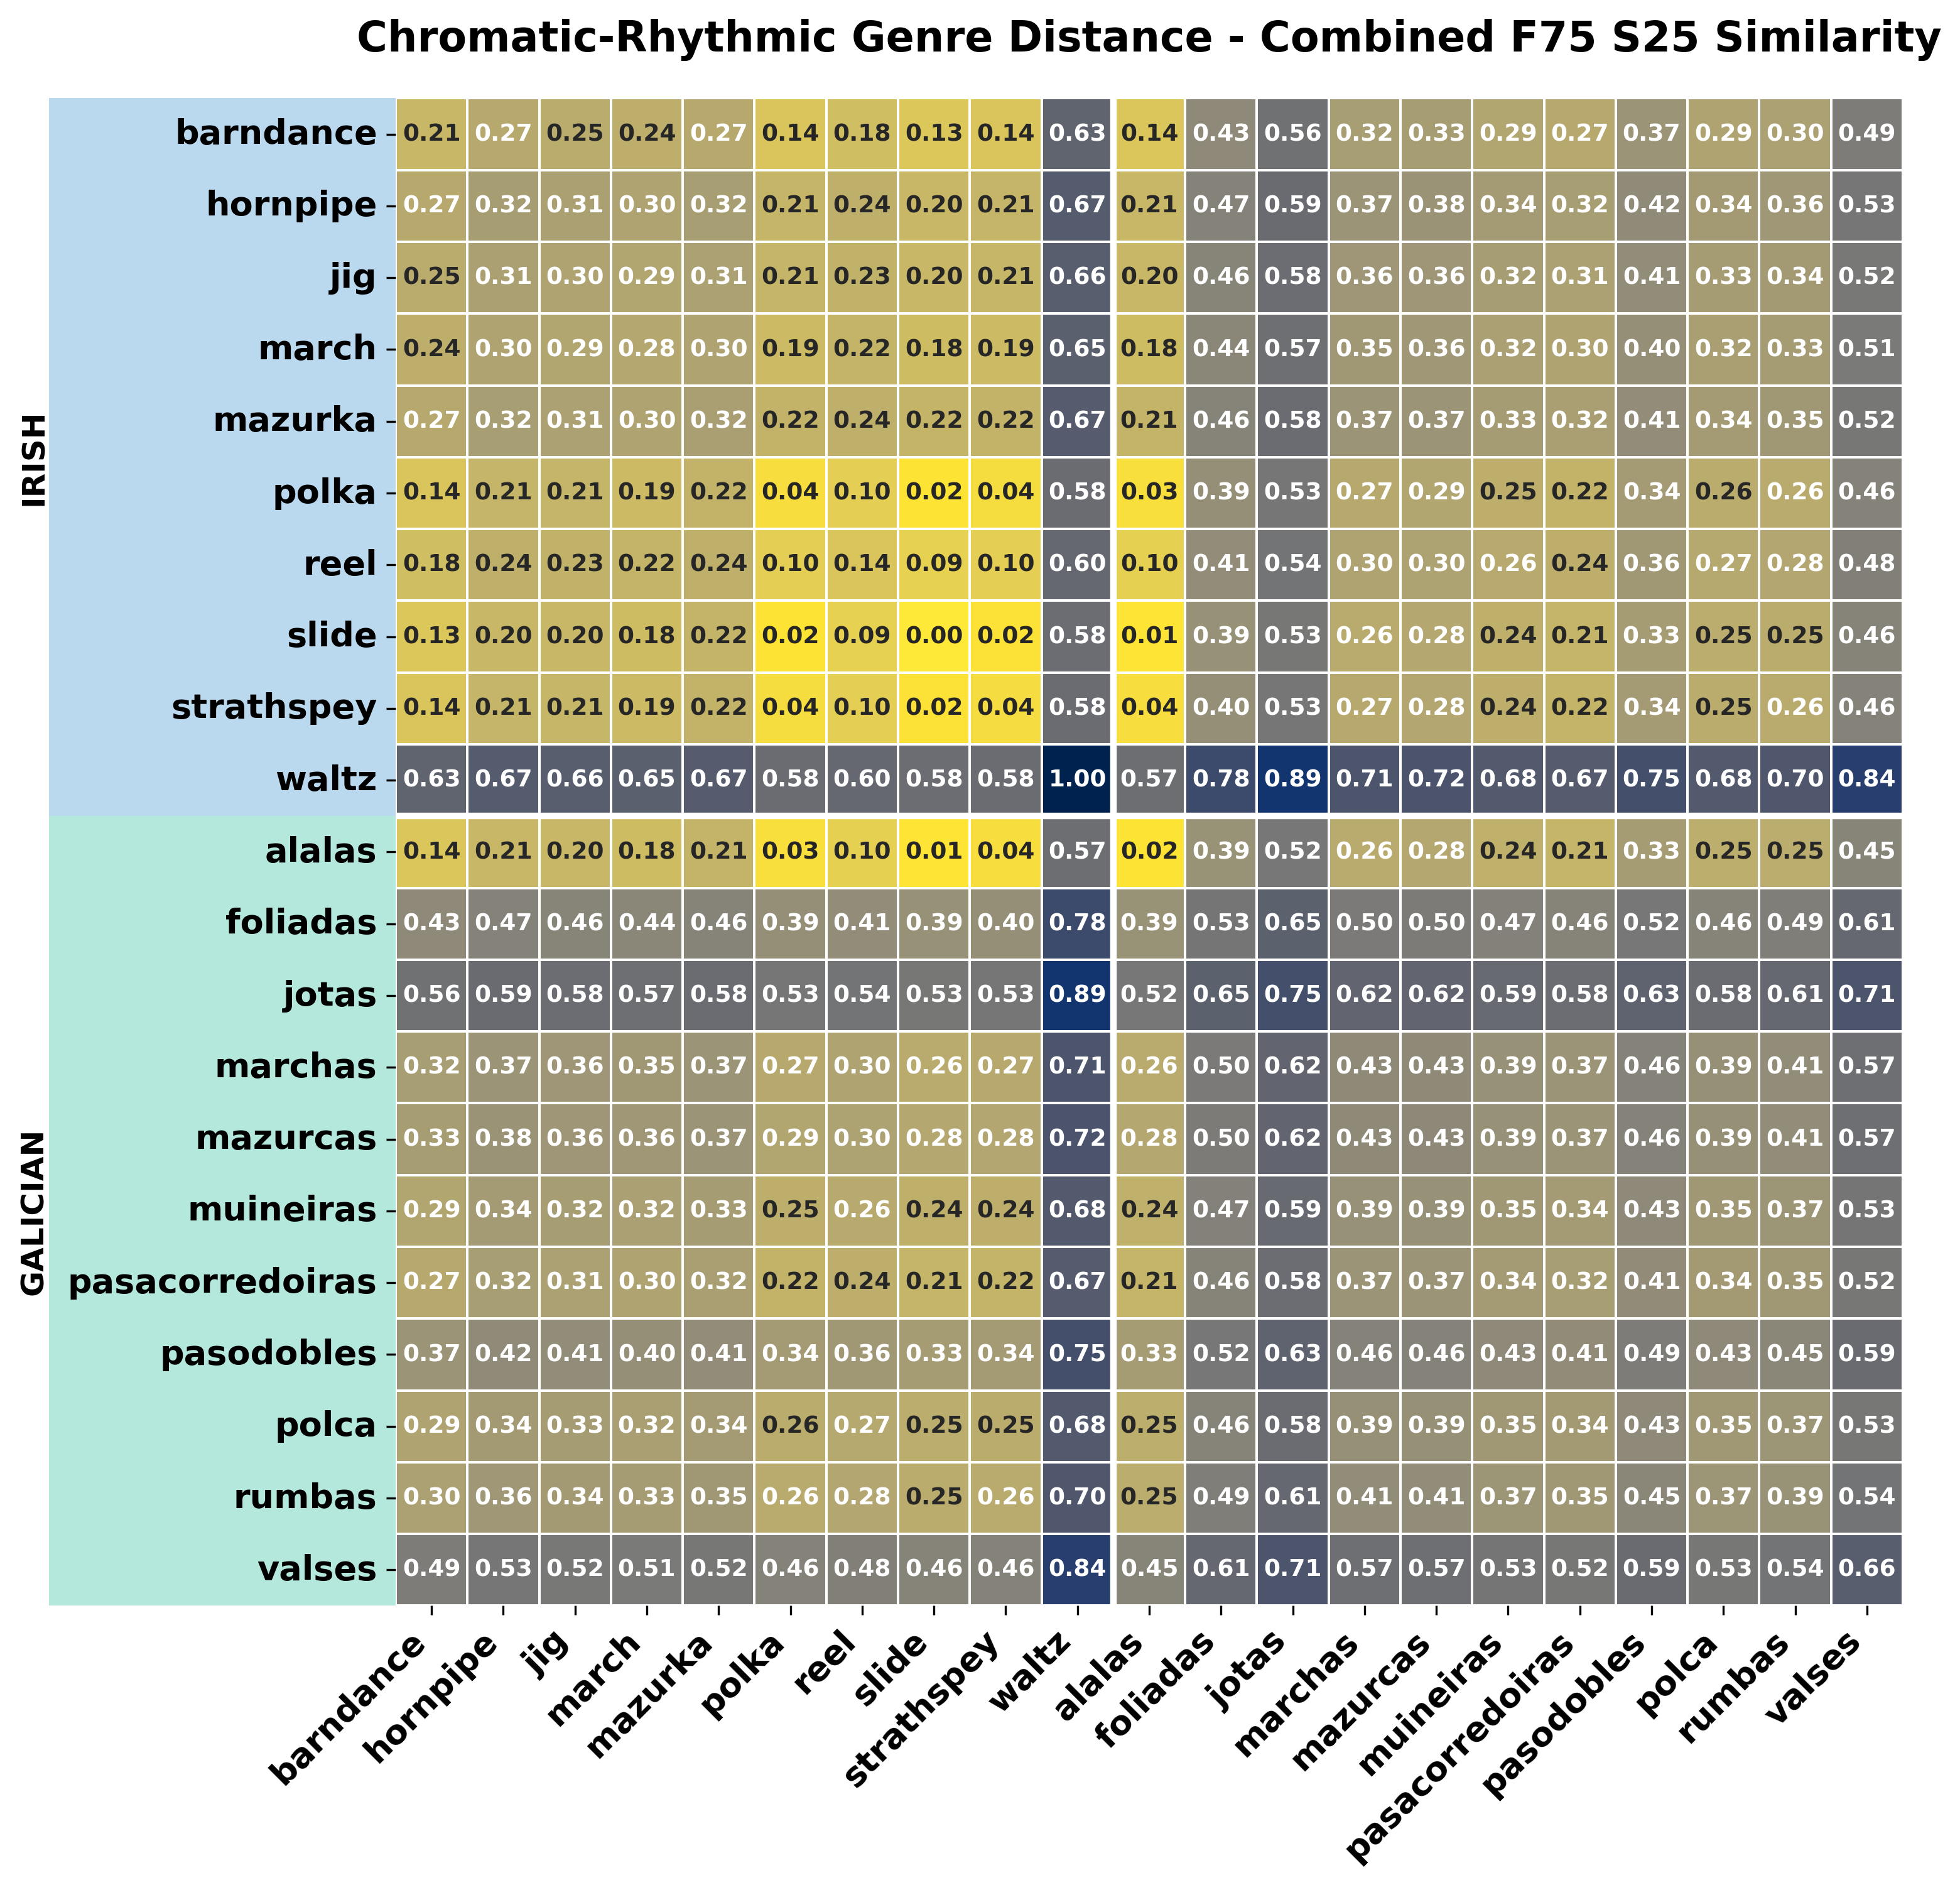 Chromatic-Rhythmic Genre Distance - Combined F75 S25 Similarity
IRISH
barndance 0.21 0.27 0.25 0.24 0.27 0.14 0.18 0.13 0.14 0.63 0.14 0.43 0.56 0.32 0.33 0.29 0.27 0.37 0.29 0.30 0.49
hornpipe 0.27 0.32 0.31 0.30 0.32 0.21 0.24 0.20 0.21 0.67 0.21 0.47 0.59 0.37 0.38 0.34 0.32 0.42 0.34 0.36 0.53
jig 0.25 0.31 0.30 0.29 0.31 0.21 0.23 0.20 0.21 0.66 0.20 0.46 0.58 0.36 0.36 0.32 0.31 0.41 0.33 0.34 0.52
march 0.24 0.30 0.29 0.28 0.30 0.19 0.22 0.18 0.19 0.65 0.18 0.44 0.57 0.35 0.36 0.32 0.30 0.40 0.32 0.33 0.51
mazurka 0.27 0.32 0.31 0.30 0.32 0.22 0.24 0.22 0.22 0.67 0.21 0.46 0.58 0.37 0.37 0.33 0.32 0.41 0.34 0.35 0.52
polka 0.14 0.21 0.21 0.19 0.22 0.04 0.10 0.02 0.04 0.58 0.03 0.39 0.53 0.27 0.29 0.25 0.22 0.34 0.26 0.26 0.46
reel 0.18 0.24 0.23 0.22 0.24 0.10 0.14 0.09 0.10 0.60 0.10 0.41 0.54 0.30 0.30 0.26 0.24 0.36 0.27 0.28 0.48
slide 0.13 0.20 0.20 0.18 0.22 0.02 0.09 0.00 0.02 0.58 0.01 0.39 0.53 0.26 0.28 0.24 0.21 0.33 0.25 0.25 0.46
strathspey 0.14 0.21 0.21 0.19 0.22 0.04 0.10 0.02 0.04 0.58 0.04 0.40 0.53 0.27 0.28 0.24 0.22 0.34 0.25 0.26 0.46
waltz 0.63 0.67 0.66 0.65 0.67 0.58 0.60 0.58 0.58 1.00 0.57 0.78 0.89 0.71 0.72 0.68 0.67 0.75 0.68 0.70 0.84
GALICIAN
alalas 0.14 0.21 0.20 0.18 0.21 0.03 0.10 0.01 0.04 0.57 0.02 0.39 0.52 0.26 0.28 0.24 0.21 0.33 0.25 0.25 0.45
foliadas 0.43 0.47 0.46 0.44 0.46 0.39 0.41 0.39 0.40 0.78 0.39 0.53 0.65 0.50 0.50 0.47 0.46 0.52 0.46 0.49 0.61
jotas 0.56 0.59 0.58 0.57 0.58 0.53 0.54 0.53 0.53 0.89 0.52 0.65 0.75 0.62 0.62 0.59 0.58 0.63 0.58 0.61 0.71
marchas 0.32 0.37 0.36 0.35 0.37 0.27 0.30 0.26 0.27 0.71 0.26 0.50 0.62 0.43 0.43 0.39 0.37 0.46 0.39 0.41 0.57
mazurcas 0.33 0.38 0.36 0.36 0.37 0.29 0.30 0.28 0.28 0.72 0.28 0.50 0.62 0.43 0.43 0.39 0.37 0.46 0.39 0.41 0.57
muineiras 0.29 0.34 0.32 0.32 0.33 0.25 0.26 0.24 0.24 0.68 0.24 0.47 0.59 0.39 0.39 0.35 0.34 0.43 0.35 0.37 0.53
pasacorredoiras 0.27 0.32 0.31 0.30 0.32 0.22 0.24 0.21 0.22 0.67 0.21 0.46 0.58 0.37 0.37 0.34 0.32 0.41 0.34 0.35 0.52
pasodobles 0.37 0.42 0.41 0.40 0.41 0.34 0.36 0.33 0.34 0.75 0.33 0.52 0.63 0.46 0.46 0.43 0.41 0.49 0.43 0.45 0.59
polca 0.29 0.34 0.33 0.32 0.34 0.26 0.27 0.25 0.25 0.68 0.25 0.46 0.58 0.39 0.39 0.35 0.34 0.43 0.35 0.37 0.53
rumbas 0.30 0.36 0.34 0.33 0.35 0.26 0.28 0.25 0.26 0.70 0.25 0.49 0.61 0.41 0.41 0.37 0.35 0.45 0.37 0.39 0.54
valses 0.49 0.53 0.52 0.51 0.52 0.46 0.48 0.46 0.46 0.84 0.45 0.61 0.71 0.57 0.57 0.53 0.52 0.59 0.53 0.54 0.66
barndance hornpipe jig march mazurka polka reel slide strathspey waltz alalas foliadas jotas marchas mazurcas muineiras pasacorredoiras pasodobles polca rumbas valses